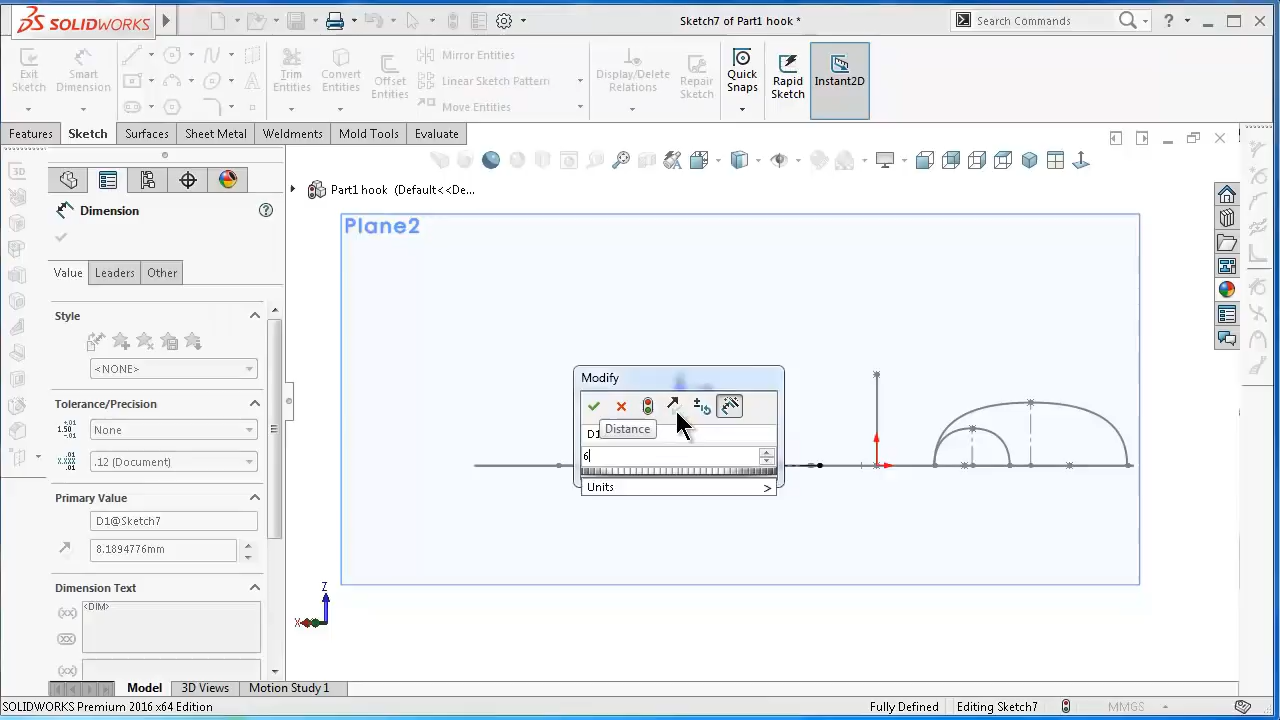 SOLIDWORKS
Sketch7 of Part1 hook *
Search Commands
?
Exit Sketch
Smart Dimension
Trim Entities
Convert Entities
Offset Entities
Mirror Entities
Linear Sketch Pattern
Move Entities
Display/Delete Relations
Repair Sketch
Quick Snaps
Rapid Sketch
Instant2D
Features
Sketch
Surfaces
Sheet Metal
Weldments
Mold Tools
Evaluate
Part1 hook (Default<<De...
Dimension
Value
Leaders
Other
Style
<NONE>
Tolerance/Precision
None
.12 (Document)
Primary Value
D1@Sketch7
8.1894776mm
Dimension Text
<DIM>
Plane2
Modify
D1
Distance
6
Units >
Z
X
Model
3D Views
Motion Study 1
SOLIDWORKS Premium 2016 x64 Edition
Fully Defined
Editing Sketch7
MMGS